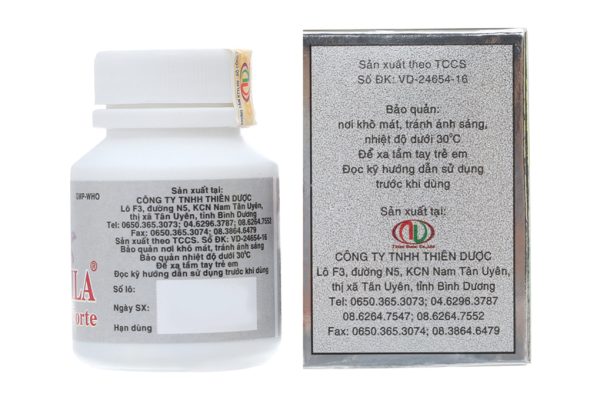 GMP-WHO
LÁ®
orte
Sản xuất tại:
CÔNG TY TNHH THIÊN DƯỢC
Lô F3, đường N5, KCN Nam Tân Uyên,
thị xã Tân Uyên, tỉnh Bình Dương
Tel: 0650.365.3073; 04.6296.3787; 08.6264.7552
Fax: 0650.365.3074; 08.3864.6479
Sản xuất theo TCCS. Số ĐK: VD-24654-16
Bảo quản nơi khô mát, tránh ánh sáng
Bảo quản nhiệt độ dưới 30°C
Để xa tầm tay trẻ em
Đọc kỹ hướng dẫn sử dụng trước khi dùng
Số lô:
Ngày SX:
Hạn dùng
Sản xuất theo TCCS
Số ĐK: VD-24654-16
Bảo quản:
nơi khô mát, tránh ánh sáng,
nhiệt độ dưới 30°C
Để xa tầm tay trẻ em
Đọc kỹ hướng dẫn sử dụng
trước khi dùng
Sản xuất tại:
Thien Duoc Co.,Ltd
CÔNG TY TNHH THIÊN DƯỢC
Lô F3, đường N5, KCN Nam Tân Uyên,
thị xã Tân Uyên, tỉnh Bình Dương
Tel: 0650.365.3073; 04.6296.3787
08.6264.7547; 08.6264.7552
Fax: 0650.365.3074; 08.3864.6479